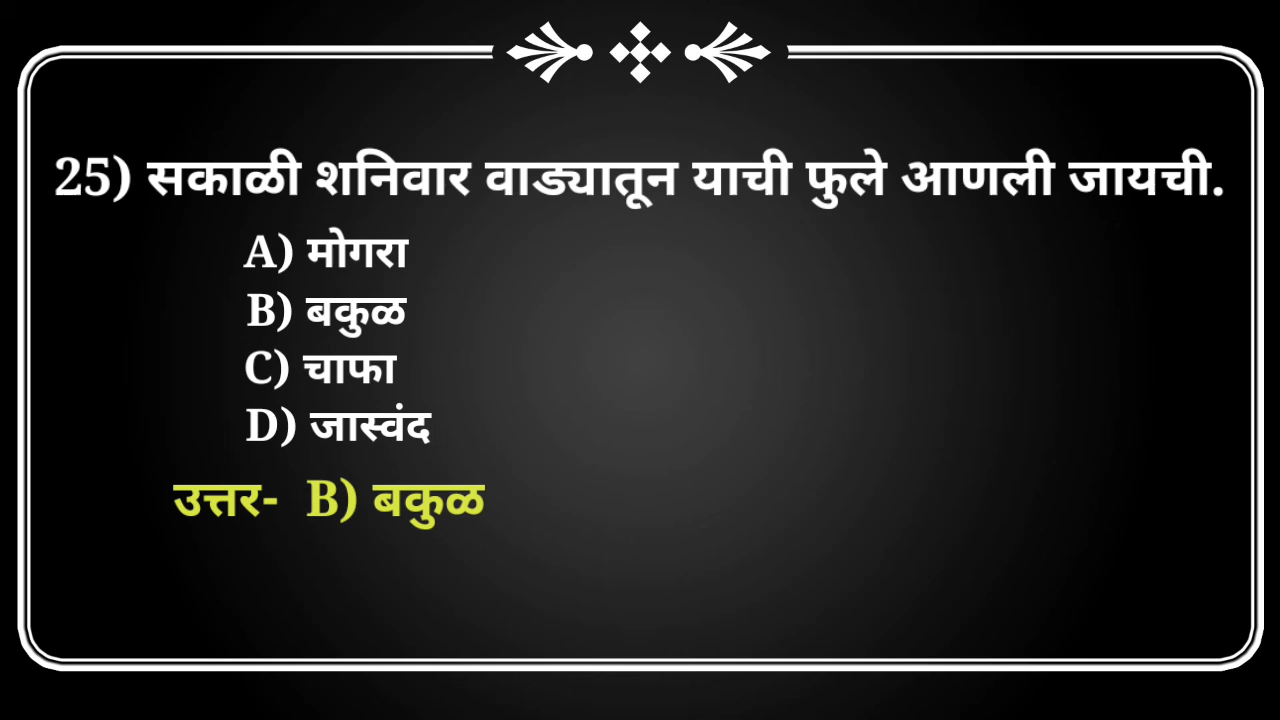 25) सकाळी शनिवार वाड्यातून याची फुले आणली जायची.
A) मोगरा
B) बकुळ
C) चाफा
D) जास्वंद
उत्तर- B) बकुळ